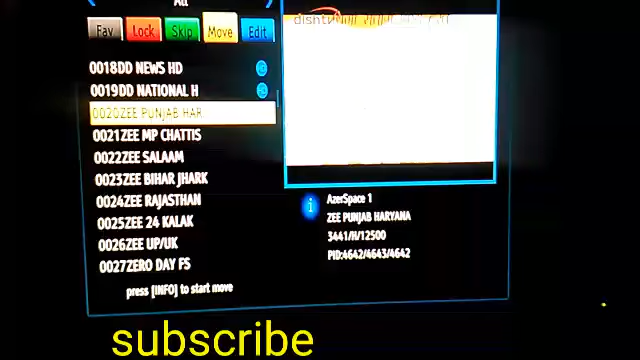 All
Fav Lock Skip Move Edit
0018DD NEWS HD
0019DD NATIONAL H
0020ZEE PUNJAB HAR
0021ZEE MP CHATTIS
0022ZEE SALAAM
0023ZEE BIHAR JHARK
0024ZEE RAJASTHAN
0025ZEE 24 KALAK
0026ZEE UP/UK
0027ZERO DAY FS
press [INFO] to start move
AzerSpace 1
ZEE PUNJAB HARYANA
3441/H/12500
PID:4642/4643/4642
subscribe